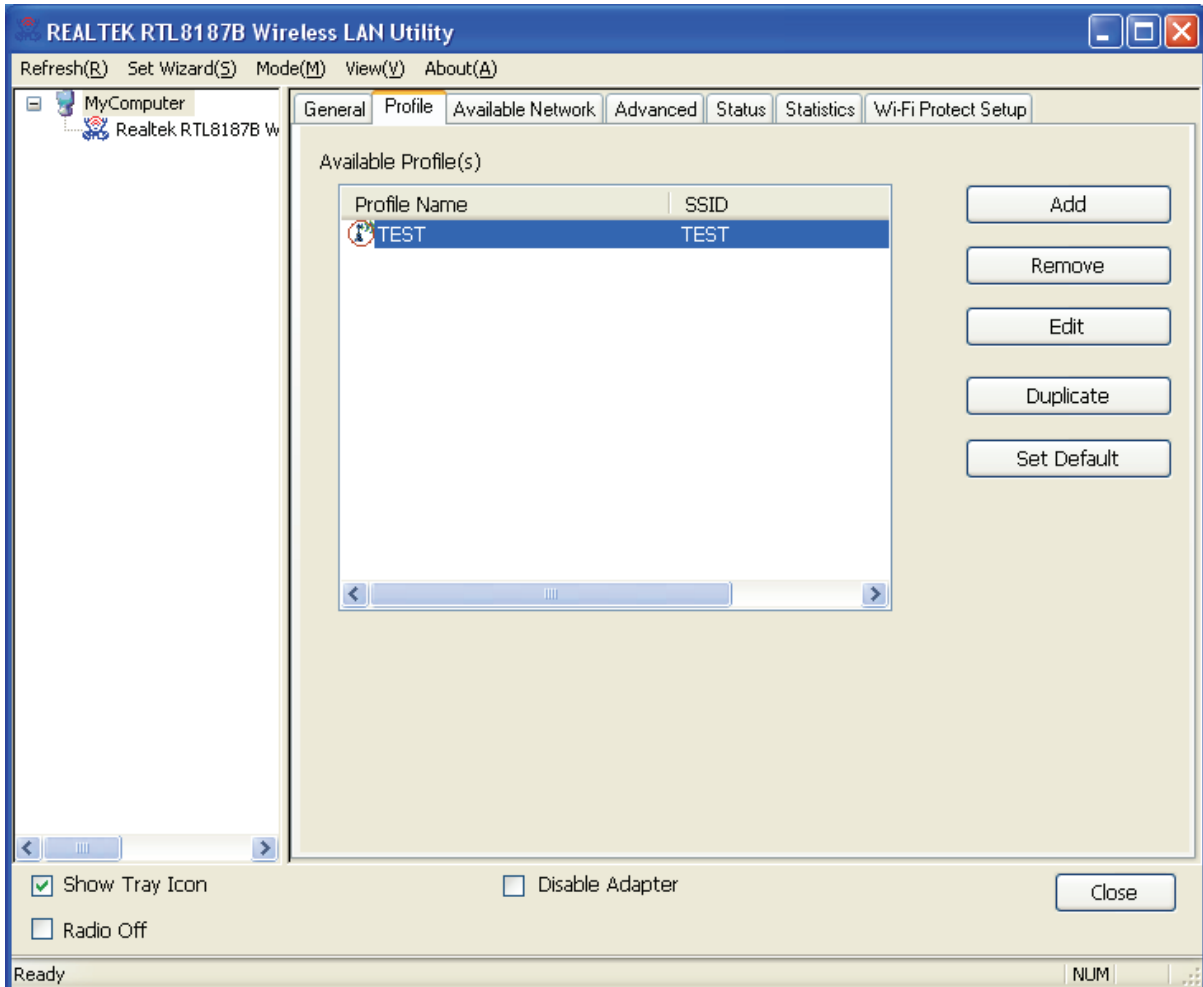 REALTEK RTL8187B Wireless LAN Utility
Refresh(R) Set Wizard(S) Mode(M) View(V) About(A)
MyComputer
Realtek RTL8187B W
General Profile Available Network Advanced Status Statistics Wi-Fi Protect Setup
Available Profile(s)
Profile Name SSID
TEST TEST
Add
Remove
Edit
Duplicate
Set Default
Show Tray Icon
Disable Adapter
Radio Off
Close
Ready
NUM